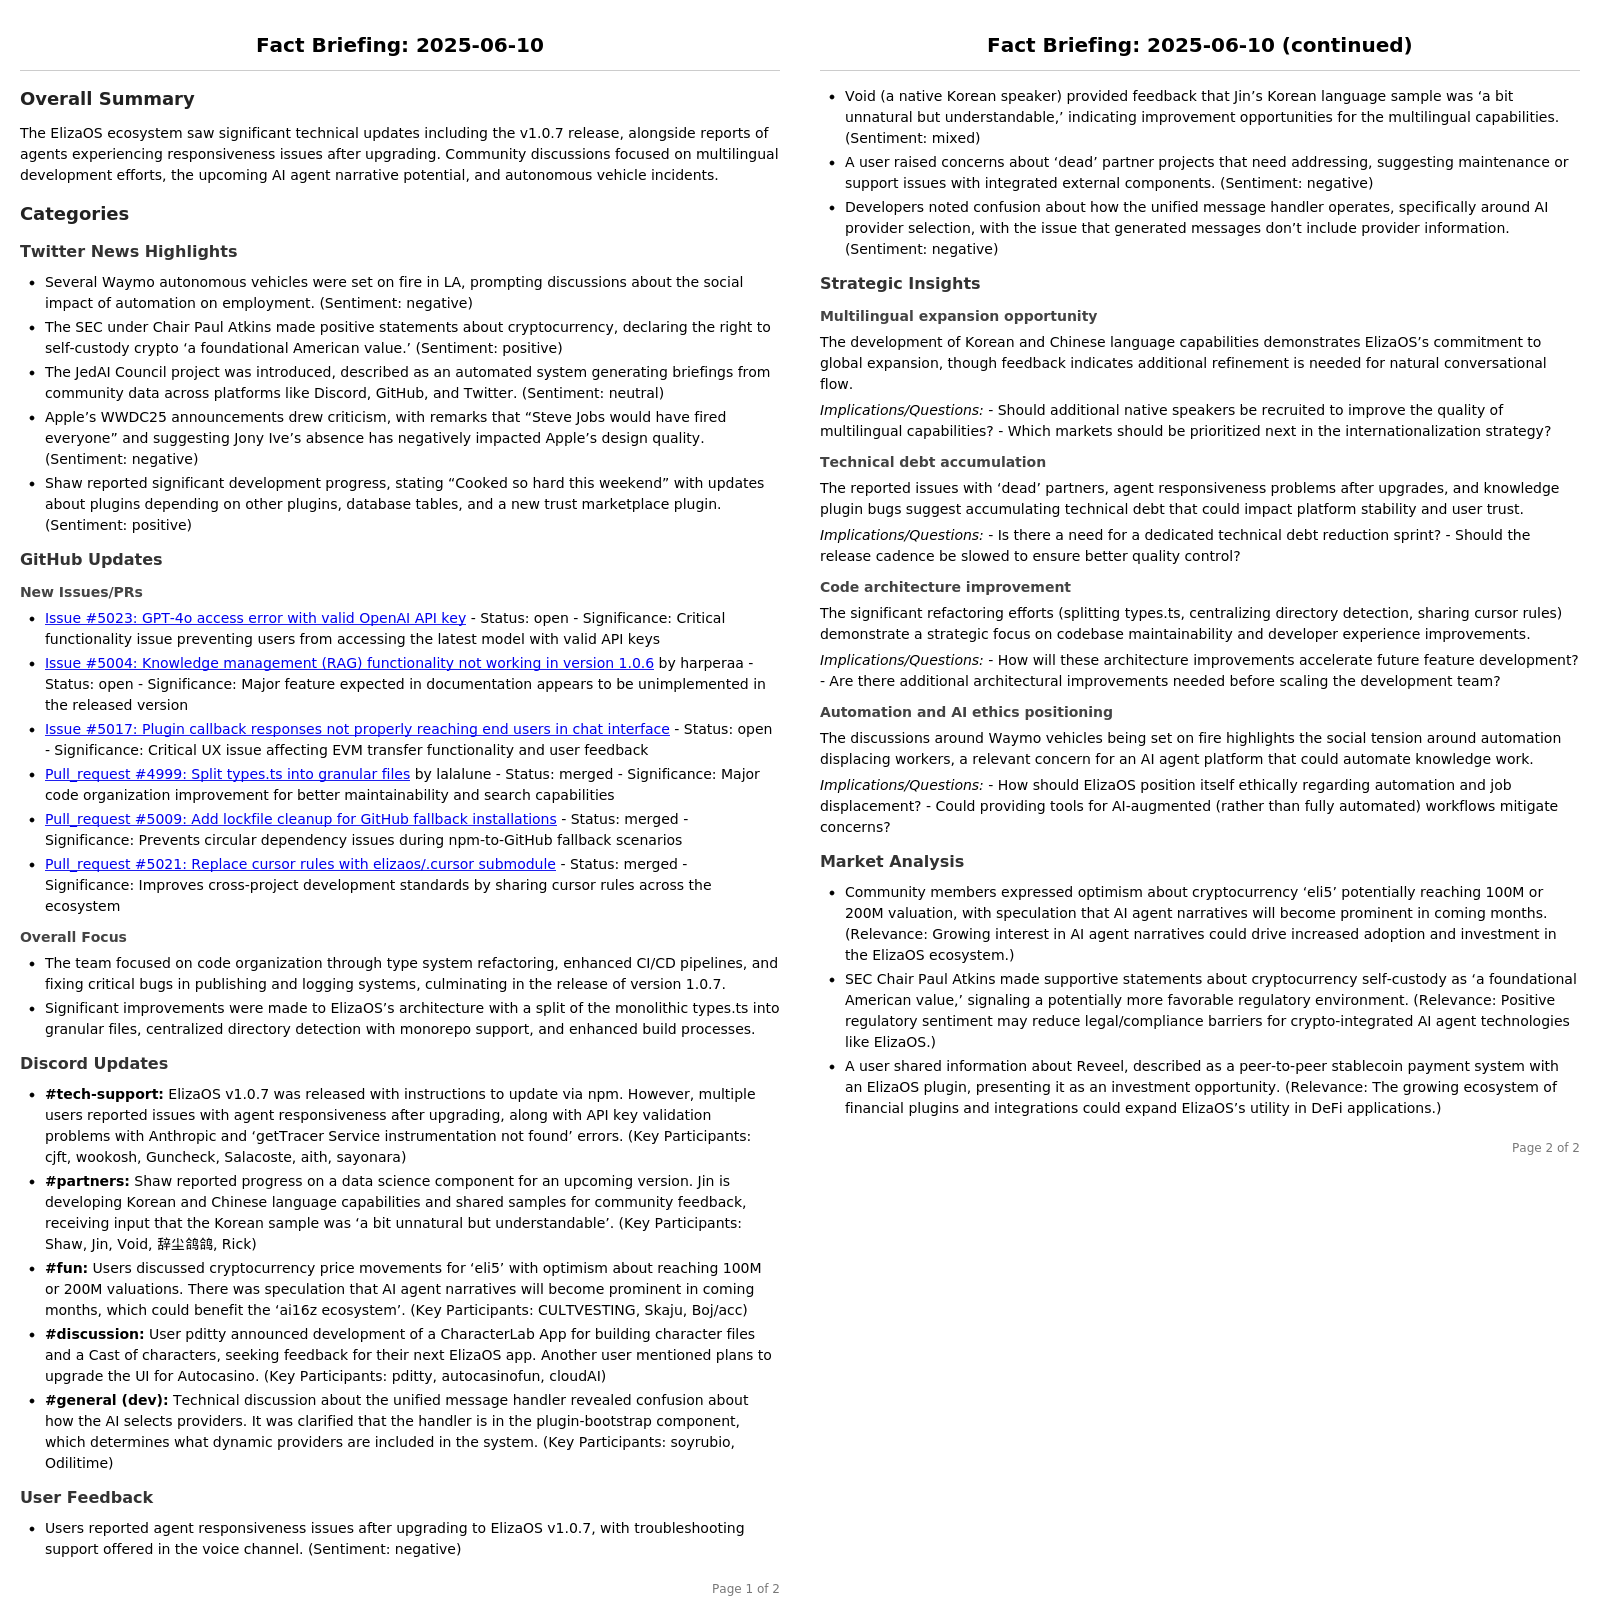 Fact Briefing: 2025-06-10
Overall Summary
The ElizaOS ecosystem saw significant technical updates including the v1.0.7 release, alongside reports of
agents experiencing responsiveness issues after upgrading. Community discussions focused on multilingual
development efforts, the upcoming AI agent narrative potential, and autonomous vehicle incidents.
Categories
Twitter News Highlights
• Several Waymo autonomous vehicles were set on fire in LA, prompting discussions about the social
impact of automation on employment. (Sentiment: negative)
• The SEC under Chair Paul Atkins made positive statements about cryptocurrency, declaring the right to
self-custody crypto ‘a foundational American value.’ (Sentiment: positive)
• The JedAI Council project was introduced, described as an automated system generating briefings from
community data across platforms like Discord, GitHub, and Twitter. (Sentiment: neutral)
• Apple’s WWDC25 announcements drew criticism, with remarks that “Steve Jobs would have fired
everyone” and suggesting Jony Ive’s absence has negatively impacted Apple’s design quality.
(Sentiment: negative)
• Shaw reported significant development progress, stating “Cooked so hard this weekend” with updates
about plugins depending on other plugins, database tables, and a new trust marketplace plugin.
(Sentiment: positive)
GitHub Updates
New Issues/PRs
• Issue #5023: GPT-4o access error with valid OpenAI API key - Status: open - Significance: Critical
functionality issue preventing users from accessing the latest model with valid API keys
• Issue #5004: Knowledge management (RAG) functionality not working in version 1.0.6 by harperaa -
Status: open - Significance: Major feature expected in documentation appears to be unimplemented in
the released version
• Issue #5017: Plugin callback responses not properly reaching end users in chat interface - Status: open
- Significance: Critical UX issue affecting EVM transfer functionality and user feedback
• Pull_request #4999: Split types.ts into granular files by lalalune - Status: merged - Significance: Major
code organization improvement for better maintainability and search capabilities
• Pull_request #5009: Add lockfile cleanup for GitHub fallback installations - Status: merged -
Significance: Prevents circular dependency issues during npm-to-GitHub fallback scenarios
• Pull_request #5021: Replace cursor rules with elizaos/.cursor submodule - Status: merged -
Significance: Improves cross-project development standards by sharing cursor rules across the
ecosystem
Overall Focus
• The team focused on code organization through type system refactoring, enhanced CI/CD pipelines, and
fixing critical bugs in publishing and logging systems, culminating in the release of version 1.0.7.
• Significant improvements were made to ElizaOS’s architecture with a split of the monolithic types.ts into
granular files, centralized directory detection with monorepo support, and enhanced build processes.
Discord Updates
• #tech-support: ElizaOS v1.0.7 was released with instructions to update via npm. However, multiple
users reported issues with agent responsiveness after upgrading, along with API key validation
problems with Anthropic and ‘getTracer Service instrumentation not found’ errors. (Key Participants:
cjft, wookosh, Guncheck, Salacoste, aith, sayonara)
• #partners: Shaw reported progress on a data science component for an upcoming version. Jin is
developing Korean and Chinese language capabilities and shared samples for community feedback,
receiving input that the Korean sample was ‘a bit unnatural but understandable’. (Key Participants:
Shaw, Jin, Void, 辞尘鸽鸽, Rick)
• #fun: Users discussed cryptocurrency price movements for ‘eli5’ with optimism about reaching 100M
or 200M valuations. There was speculation that AI agent narratives will become prominent in coming
months, which could benefit the ‘ai16z ecosystem’. (Key Participants: CULTVESTING, Skaju, Boj/acc)
• #discussion: User pditty announced development of a CharacterLab App for building character files
and a Cast of characters, seeking feedback for their next ElizaOS app. Another user mentioned plans to
upgrade the UI for Autocasino. (Key Participants: pditty, autocasinofun, cloudAI)
• #general (dev): Technical discussion about the unified message handler revealed confusion about
how the AI selects providers. It was clarified that the handler is in the plugin-bootstrap component,
which determines what dynamic providers are included in the system. (Key Participants: soyrubio,
Odilitime)
User Feedback
• Users reported agent responsiveness issues after upgrading to ElizaOS v1.0.7, with troubleshooting
support offered in the voice channel. (Sentiment: negative)
Page 1 of 2
Fact Briefing: 2025-06-10 (continued)
• Void (a native Korean speaker) provided feedback that Jin’s Korean language sample was ‘a bit
unnatural but understandable,’ indicating improvement opportunities for the multilingual capabilities.
(Sentiment: mixed)
• A user raised concerns about ‘dead’ partner projects that need addressing, suggesting maintenance or
support issues with integrated external components. (Sentiment: negative)
• Developers noted confusion about how the unified message handler operates, specifically around AI
provider selection, with the issue that generated messages don’t include provider information.
(Sentiment: negative)
Strategic Insights
Multilingual expansion opportunity
The development of Korean and Chinese language capabilities demonstrates ElizaOS’s commitment to
global expansion, though feedback indicates additional refinement is needed for natural conversational
flow.
Implications/Questions: - Should additional native speakers be recruited to improve the quality of
multilingual capabilities? - Which markets should be prioritized next in the internationalization strategy?
Technical debt accumulation
The reported issues with ‘dead’ partners, agent responsiveness problems after upgrades, and knowledge
plugin bugs suggest accumulating technical debt that could impact platform stability and user trust.
Implications/Questions: - Is there a need for a dedicated technical debt reduction sprint? - Should the
release cadence be slowed to ensure better quality control?
Code architecture improvement
The significant refactoring efforts (splitting types.ts, centralizing directory detection, sharing cursor rules)
demonstrate a strategic focus on codebase maintainability and developer experience improvements.
Implications/Questions: - How will these architecture improvements accelerate future feature development?
- Are there additional architectural improvements needed before scaling the development team?
Automation and AI ethics positioning
The discussions around Waymo vehicles being set on fire highlights the social tension around automation
displacing workers, a relevant concern for an AI agent platform that could automate knowledge work.
Implications/Questions: - How should ElizaOS position itself ethically regarding automation and job
displacement? - Could providing tools for AI-augmented (rather than fully automated) workflows mitigate
concerns?
Market Analysis
• Community members expressed optimism about cryptocurrency ‘eli5’ potentially reaching 100M or
200M valuation, with speculation that AI agent narratives will become prominent in coming months.
(Relevance: Growing interest in AI agent narratives could drive increased adoption and investment in
the ElizaOS ecosystem.)
• SEC Chair Paul Atkins made supportive statements about cryptocurrency self-custody as ‘a foundational
American value,’ signaling a potentially more favorable regulatory environment. (Relevance: Positive
regulatory sentiment may reduce legal/compliance barriers for crypto-integrated AI agent technologies
like ElizaOS.)
• A user shared information about Reveel, described as a peer-to-peer stablecoin payment system with
an ElizaOS plugin, presenting it as an investment opportunity. (Relevance: The growing ecosystem of
financial plugins and integrations could expand ElizaOS’s utility in DeFi applications.)
Page 2 of 2